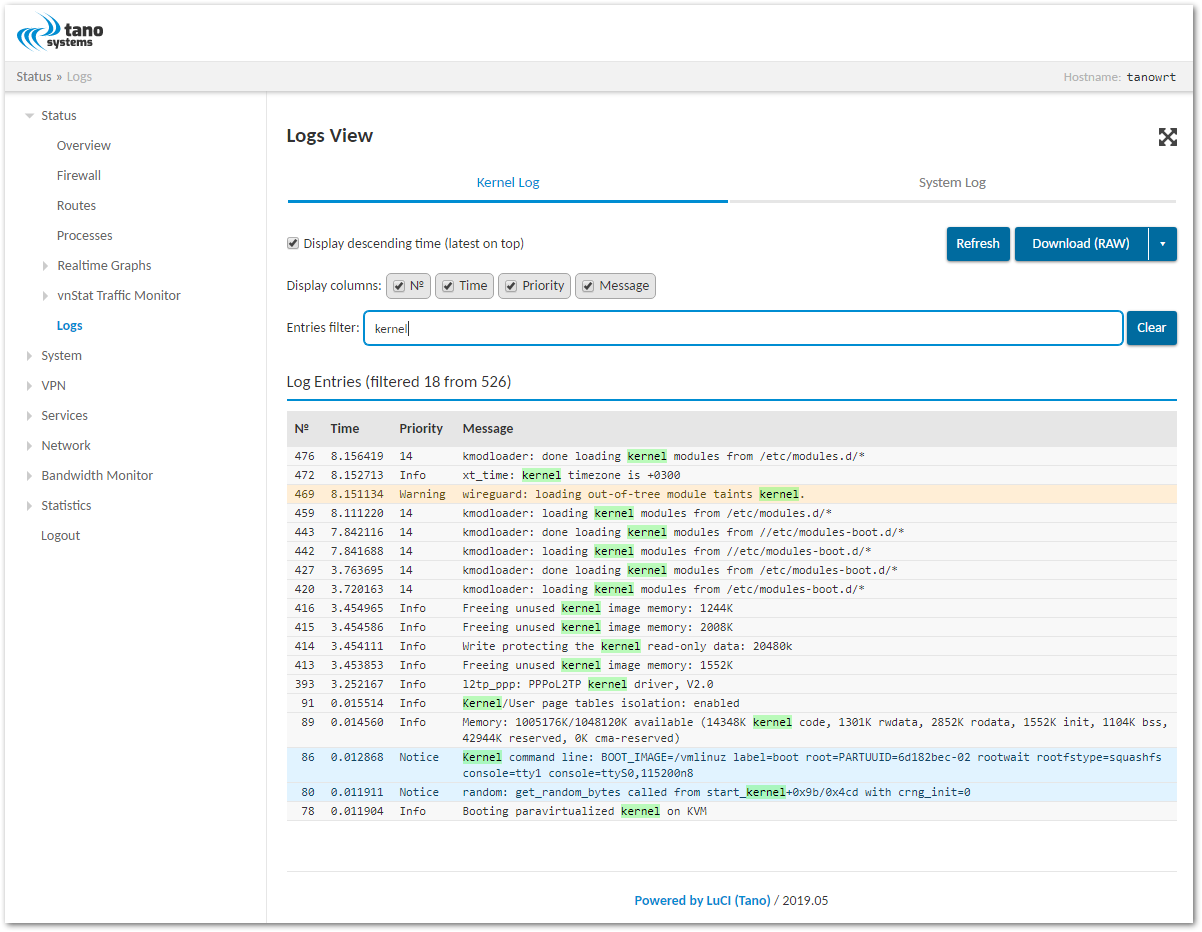 tano
systems
Status » Logs
Hostname: tanowrt
Status
Overview
Firewall
Routes
Processes
Realtime Graphs
vnStat Traffic Monitor
Logs
System
VPN
Services
Network
Bandwidth Monitor
Statistics
Logout
Logs View
Kernel Log
System Log
Display descending time (latest on top)
Refresh
Download (RAW)
Display columns: Nº Time Priority Message
Entries filter: kernel
Clear
Log Entries (filtered 18 from 526)
Nº Time Priority Message
476 8.156419 14 kmodloader: done loading kernel modules from /etc/modules.d/*
472 8.152713 Info xt_time: kernel timezone is +0300
469 8.151134 Warning wireguard: loading out-of-tree module taints kernel.
459 8.111220 14 kmodloader: loading kernel modules from /etc/modules.d/*
443 7.842116 14 kmodloader: done loading kernel modules from //etc/modules-boot.d/*
442 7.841688 14 kmodloader: loading kernel modules from //etc/modules-boot.d/*
427 3.763695 14 kmodloader: done loading kernel modules from /etc/modules-boot.d/*
420 3.720163 14 kmodloader: loading kernel modules from /etc/modules-boot.d/*
416 3.454965 Info Freeing unused kernel image memory: 1244K
415 3.454586 Info Freeing unused kernel image memory: 2008K
414 3.454111 Info Write protecting the kernel read-only data: 20480k
413 3.453853 Info Freeing unused kernel image memory: 1552K
393 3.252167 Info l2tp_ppp: PPPoL2TP kernel driver, V2.0
91 0.015514 Info Kernel/User page tables isolation: enabled
89 0.014560 Info Memory: 1005176K/1048120K available (14348K kernel code, 1301K rwdata, 2852K rodata, 1552K init, 1104K bss,
42944K reserved, 0K cma-reserved)
86 0.012868 Notice Kernel command line: BOOT_IMAGE=/vmlinuz label=boot root=PARTUUID=6d182bec-02 rootwait rootfstype=squashfs
console=tty1 console=ttyS0,115200n8
80 0.011911 Notice random: get_random_bytes called from start_kernel+0x9b/0x4cd with crng_init=0
78 0.011904 Info Booting paravirtualized kernel on KVM
Powered by LuCI (Tano) / 2019.05